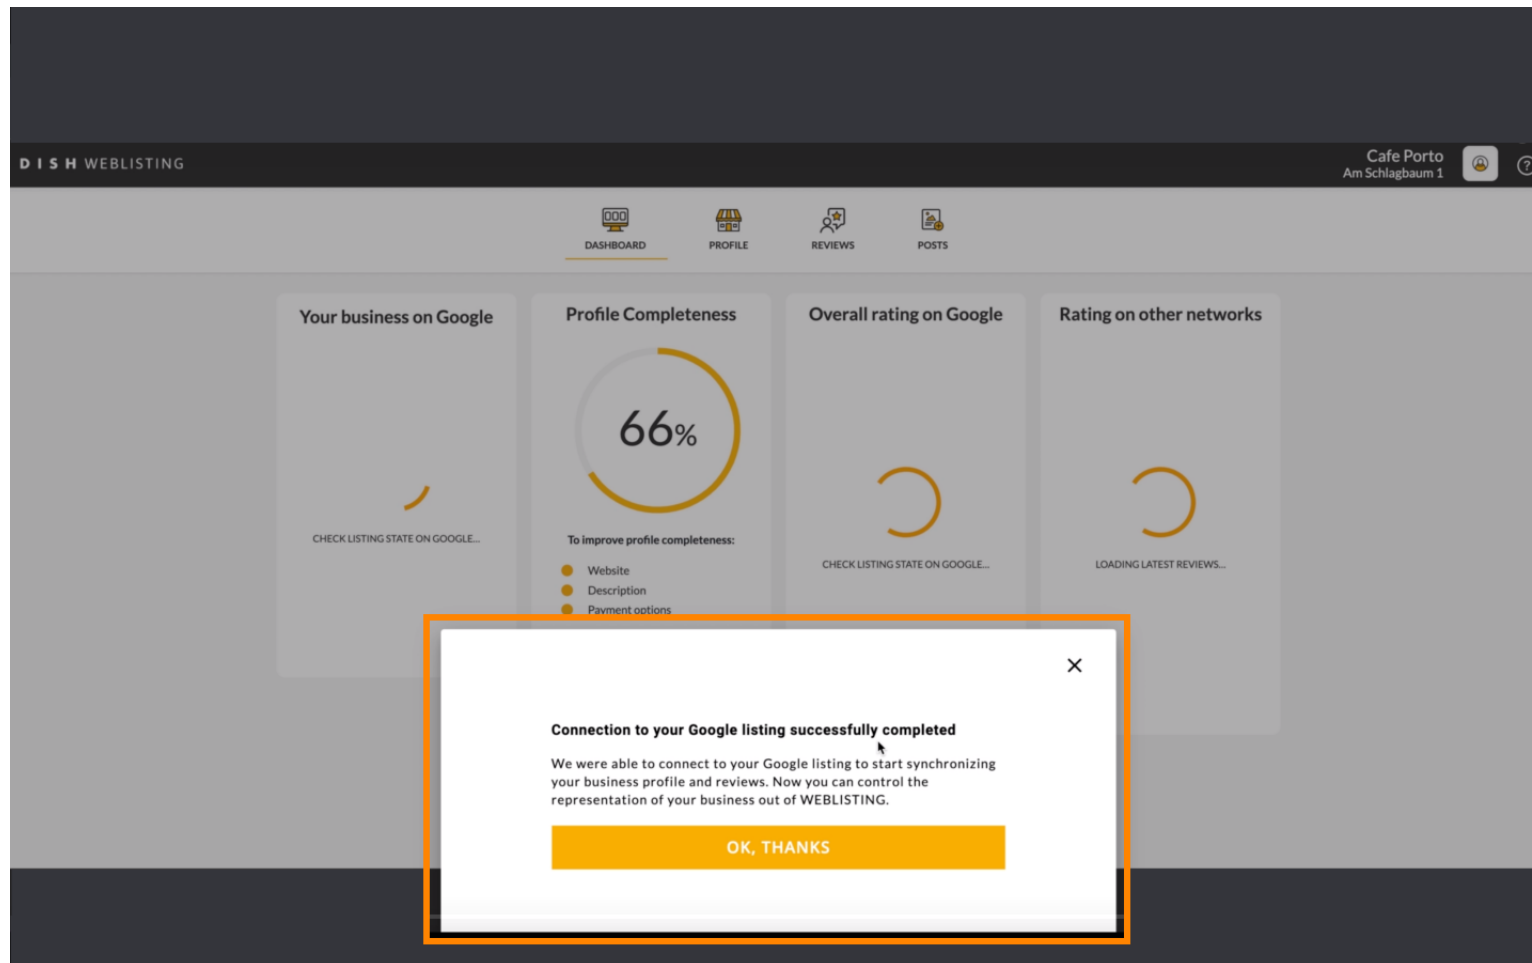 DISH WEBLISTING
Cafe Porto
Am Schlagbaum 1
?
DASHBOARD
PROFILE
REVIEWS
POSTS
Your business on Google
CHECK LISTING STATE ON GOOGLE...
Profile Completeness
66%
To improve profile completeness:
Website
Description
Payment options
Overall rating on Google
CHECK LISTING STATE ON GOOGLE...
Rating on other networks
LOADING LATEST REVIEWS...
Connection to your Google listing successfully completed
We were able to connect to your Google listing to start synchronizing
your business profile and reviews. Now you can control the
representation of your business out of WEBLISTING.
OK, THANKS